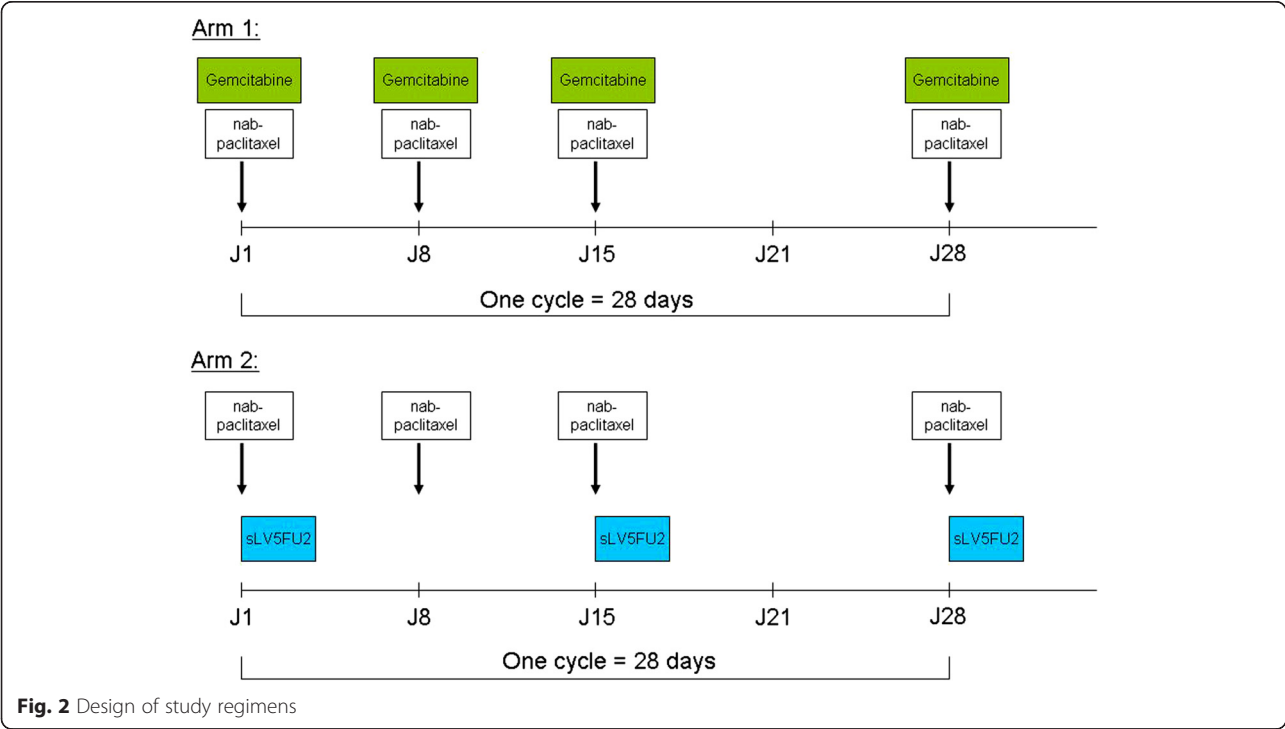 Arm 1:
Gemcitabine Gemcitabine Gemcitabine Gemcitabine
nab- nab- nab- nab-
paclitaxel paclitaxel paclitaxel paclitaxel
J1 J8 J15 J21 J28
One cycle = 28 days
Arm 2:
nab- nab- nab- nab-
paclitaxel paclitaxel paclitaxel paclitaxel
sLV5FU2 sLV5FU2 sLV5FU2
J1 J8 J15 J21 J28
One cycle = 28 days
Fig. 2 Design of study regimens